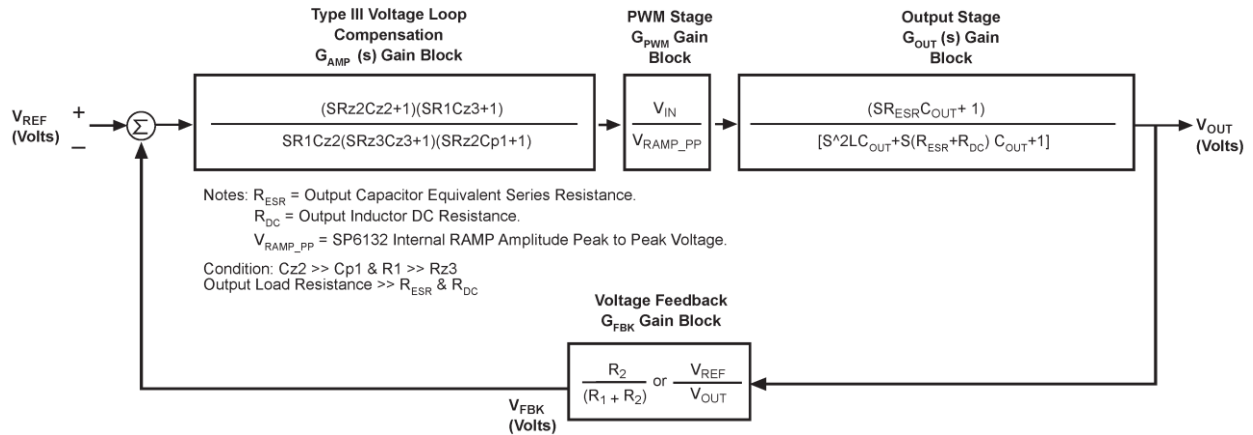 Type III Voltage Loop
Compensation
G_AMP (s) Gain Block
PWM Stage
G_PWM Gain
Block
Output Stage
G_OUT (s) Gain
Block
V_REF
(Volts)
+
−
Σ
(SRz2Cz2+1)(SR1Cz3+1)
SR1Cz2(SRz3Cz3+1)(SRz2Cp1+1)
V_IN
V_RAMP_PP
(SR_ESR C_OUT+ 1)
[S^2LC_OUT+S(R_ESR+R_DC) C_OUT+1]
V_OUT
(Volts)
Notes: R_ESR = Output Capacitor Equivalent Series Resistance.
R_DC = Output Inductor DC Resistance.
V_RAMP_PP = SP6132 Internal RAMP Amplitude Peak to Peak Voltage.
Condition: Cz2 >> Cp1 & R1 >> Rz3
Output Load Resistance >> R_ESR & R_DC
Voltage Feedback
G_FBK Gain Block
R_2
(R_1 + R_2)
or
V_REF
V_OUT
V_FBK
(Volts)